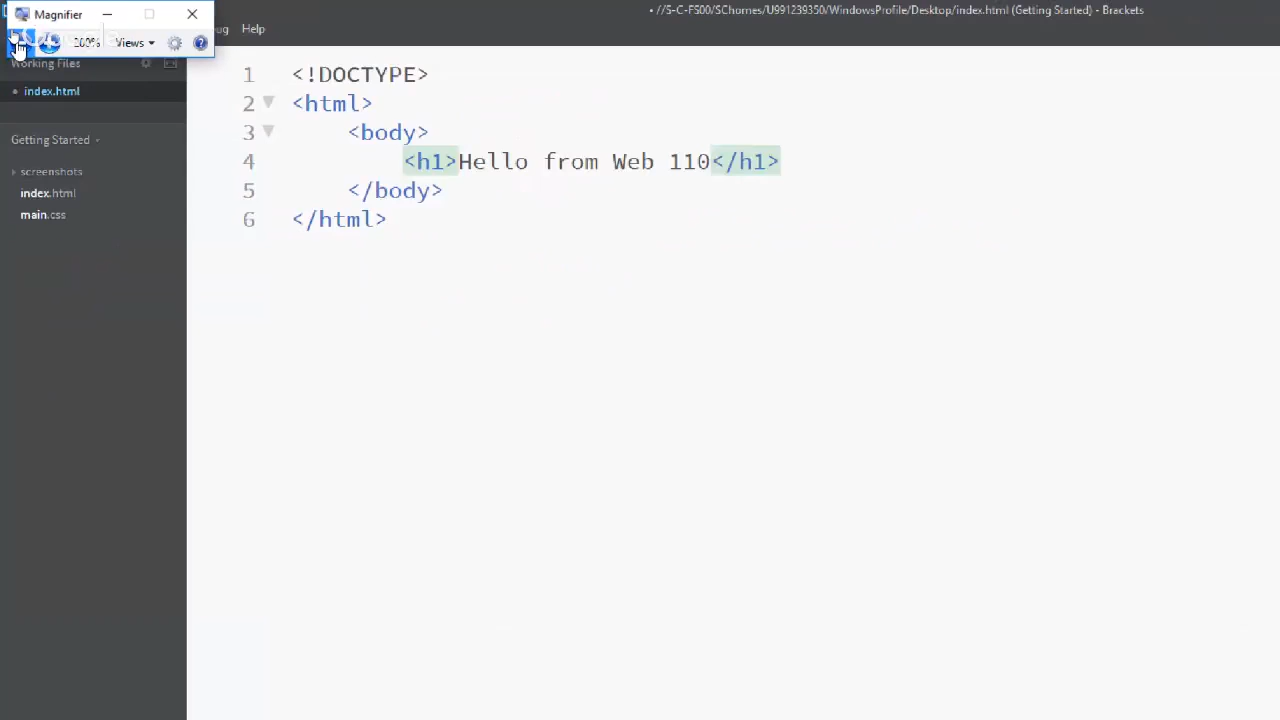 Magnifier
• //S-C-FS00/SChomes/U991239350/WindowsProfile/Desktop/index.html (Getting Started) - Brackets
Help
Views
Working Files
• index.html
Getting Started
screenshots
index.html
main.css
1 <!DOCTYPE>
2 <html>
3 <body>
4 <h1>Hello from Web 110</h1>
5 </body>
6 </html>